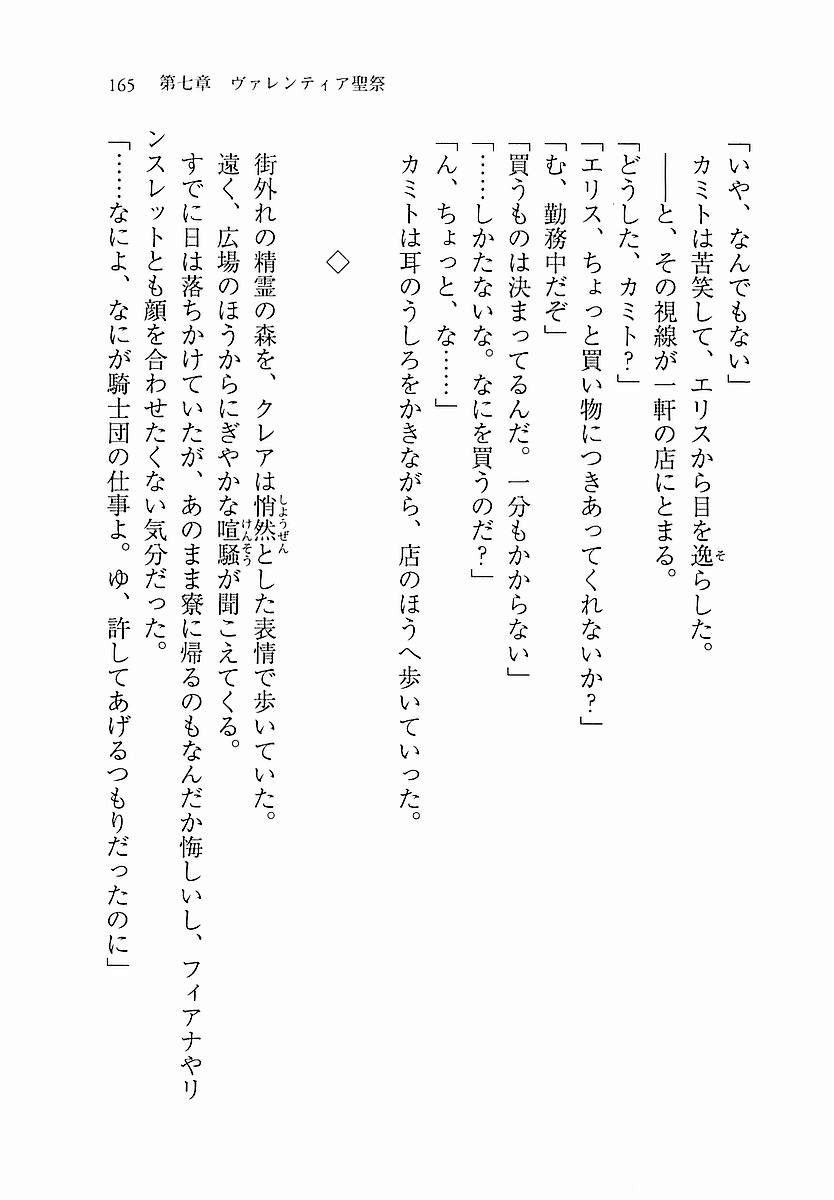 165 第七章 ヴァレンティア聖祭
「いや、なんでもない」
カミトは苦笑して、エリスから目を逸らした。
――と、その視線が一軒の店にとまる。
「どうした、カミト？」
「エリス、ちょっと買い物につきあってくれないか？」
「む、勤務中だぞ」
「買うものは決まってるんだ。一分もかからない」
「……しかたないな。なにを買うのだ？」
「ん、ちょっと、な……」
カミトは耳のうしろをかきながら、店のほうへ歩いていった。
◇
街外れの精霊の森を、クレアは悄然とした表情で歩いていた。
遠く、広場のほうからにぎやかな喧騒が聞こえてくる。
すでに日は落ちかけていたが、あのまま寮に帰るのもなんだか悔しいし、フィアナやリ
ンスレットとも顔を合わせたくない気分だった。
「……なによ、なにが騎士団の仕事よ。ゆ、許してあげるつもりだったのに」